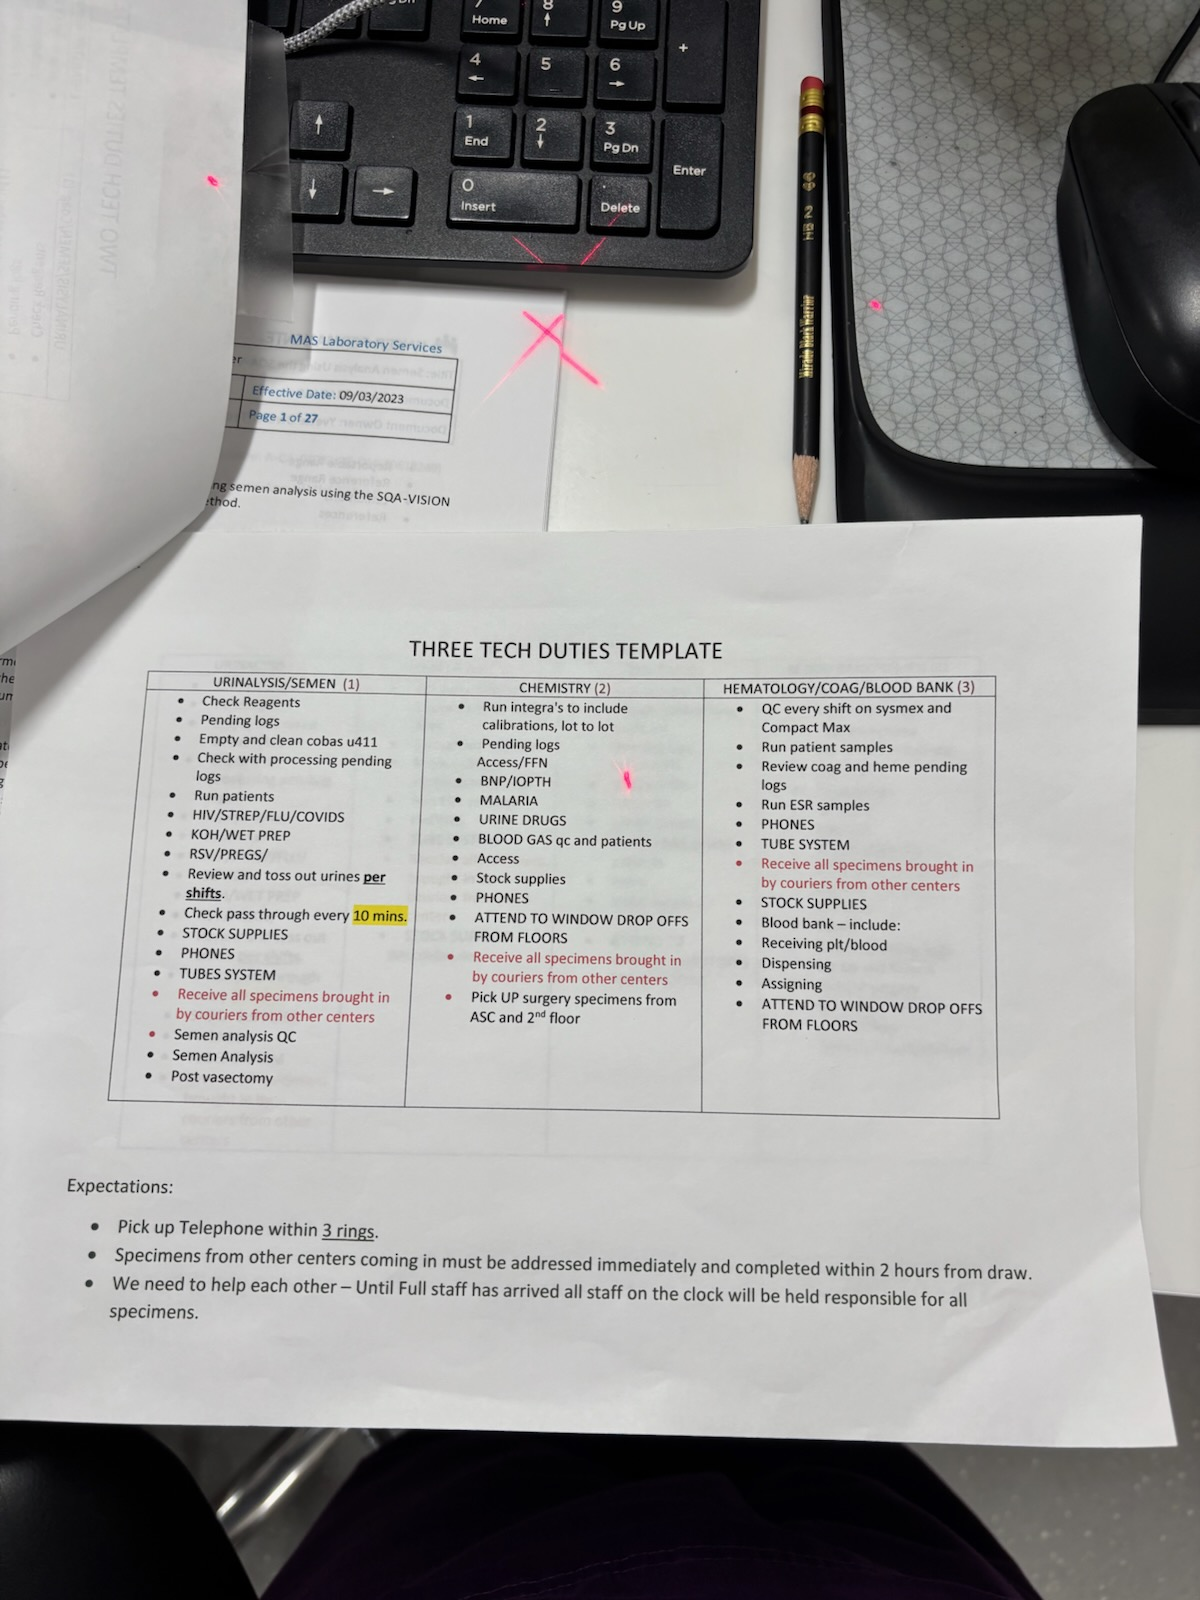 Home
8
9
Pg Up
+
4
5
6
1
End
2
3
Pg Dn
Enter
0
Insert
Delete
HB 2
Mirado Black Warrior
TWO TECH DUTIES
MAS Laboratory Services
Effective Date: 09/03/2023
Page 1 of 27
semen analysis using the SQA-VISION
THREE TECH DUTIES TEMPLATE
URINALYSIS/SEMEN (1)
• Check Reagents
• Pending logs
• Empty and clean cobas u411
• Check with processing pending
logs
• Run patients
• HIV/STREP/FLU/COVIDS
• KOH/WET PREP
• RSV/PREGS/
• Review and toss out urines per
shifts.
• Check pass through every 10 mins.
• STOCK SUPPLIES
• PHONES
• TUBES SYSTEM
• Receive all specimens brought in
by couriers from other centers
• Semen analysis QC
• Semen Analysis
• Post vasectomy
CHEMISTRY (2)
• Run integra's to include
calibrations, lot to lot
• Pending logs
Access/FFN
• BNP/IOPTH
• MALARIA
• URINE DRUGS
• BLOOD GAS qc and patients
• Access
• Stock supplies
• PHONES
• ATTEND TO WINDOW DROP OFFS
FROM FLOORS
• Receive all specimens brought in
by couriers from other centers
• Pick UP surgery specimens from
ASC and 2nd floor
HEMATOLOGY/COAG/BLOOD BANK (3)
• QC every shift on sysmex and
Compact Max
• Run patient samples
• Review coag and heme pending
logs
• Run ESR samples
• PHONES
• TUBE SYSTEM
• Receive all specimens brought in
by couriers from other centers
• STOCK SUPPLIES
• Blood bank – include:
• Receiving plt/blood
• Dispensing
• Assigning
• ATTEND TO WINDOW DROP OFFS
FROM FLOORS
Expectations:
• Pick up Telephone within 3 rings.
• Specimens from other centers coming in must be addressed immediately and completed within 2 hours from draw.
• We need to help each other – Until Full staff has arrived all staff on the clock will be held responsible for all
specimens.